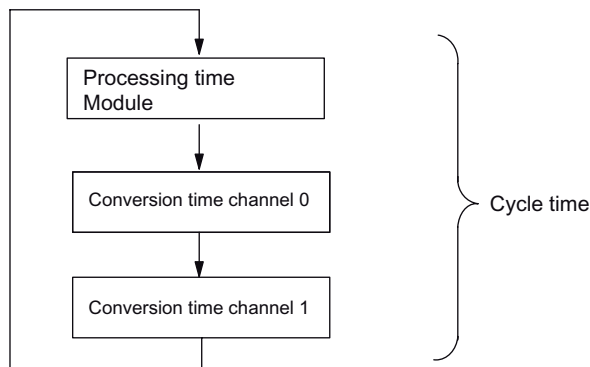 Processing time
Module
Conversion time channel 0
Cycle time
Conversion time channel 1